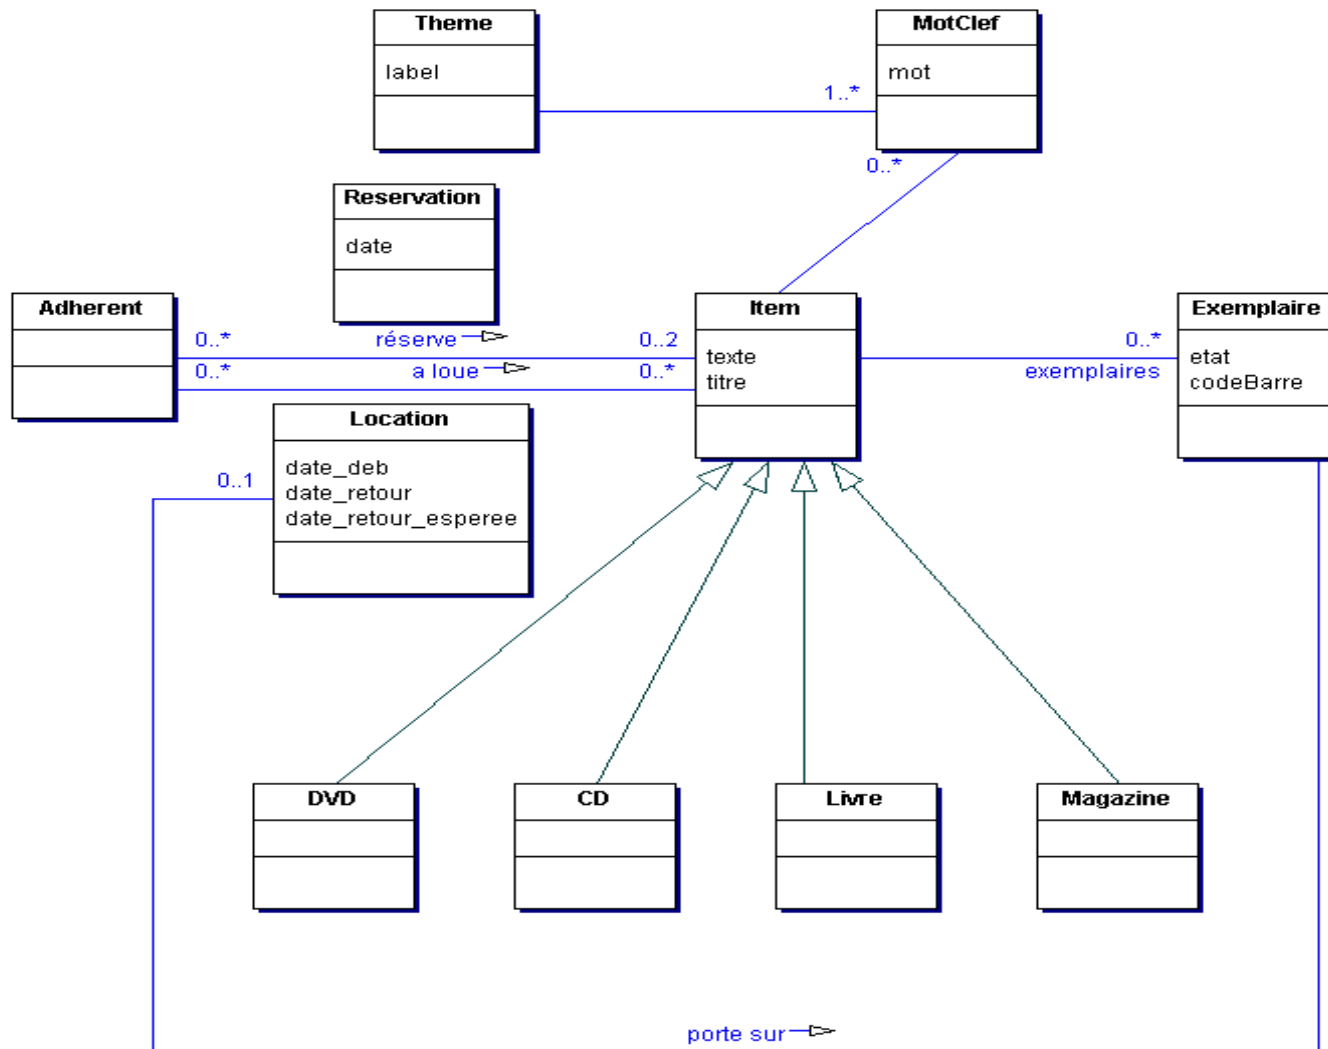 Theme
label
MotClef
mot
1..*
0..*
Reservation
date
Adherent
0..*
réserve
0..2
0..*
a loue
0..*
Item
texte
titre
0..*
exemplaires
Exemplaire
etat
codeBarre
Location
date_deb
date_retour
date_retour_esperee
0..1
DVD
CD
Livre
Magazine
porte sur